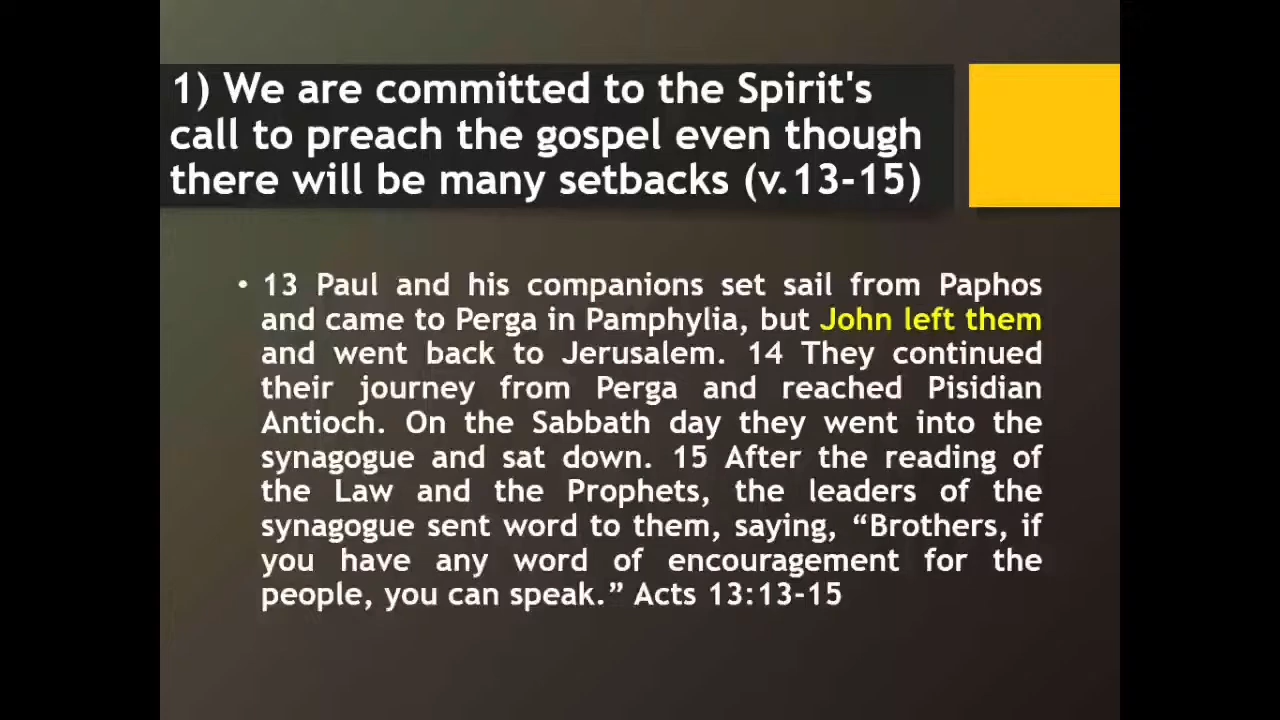 1) We are committed to the Spirit's
call to preach the gospel even though
there will be many setbacks (v.13-15)
• 13 Paul and his companions set sail from Paphos
and came to Perga in Pamphylia, but John left them
and went back to Jerusalem. 14 They continued
their journey from Perga and reached Pisidian
Antioch. On the Sabbath day they went into the
synagogue and sat down. 15 After the reading of
the Law and the Prophets, the leaders of the
synagogue sent word to them, saying, “Brothers, if
you have any word of encouragement for the
people, you can speak.” Acts 13:13-15